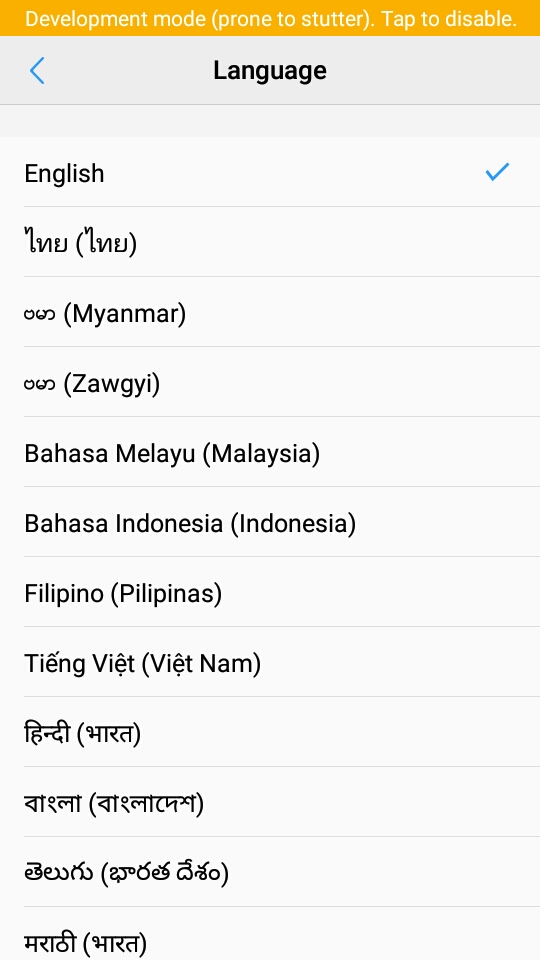 Development mode (prone to stutter). Tap to disable.
Language
English
ไทย (ไทย)
ဗမာ (Myanmar)
ဗမာ (Zawgyi)
Bahasa Melayu (Malaysia)
Bahasa Indonesia (Indonesia)
Filipino (Pilipinas)
Tiếng Việt (Việt Nam)
हिन्दी (भारत)
বাংলা (বাংলাদেশ)
తెలుగు (భారత దేశం)
मराठी (भारत)